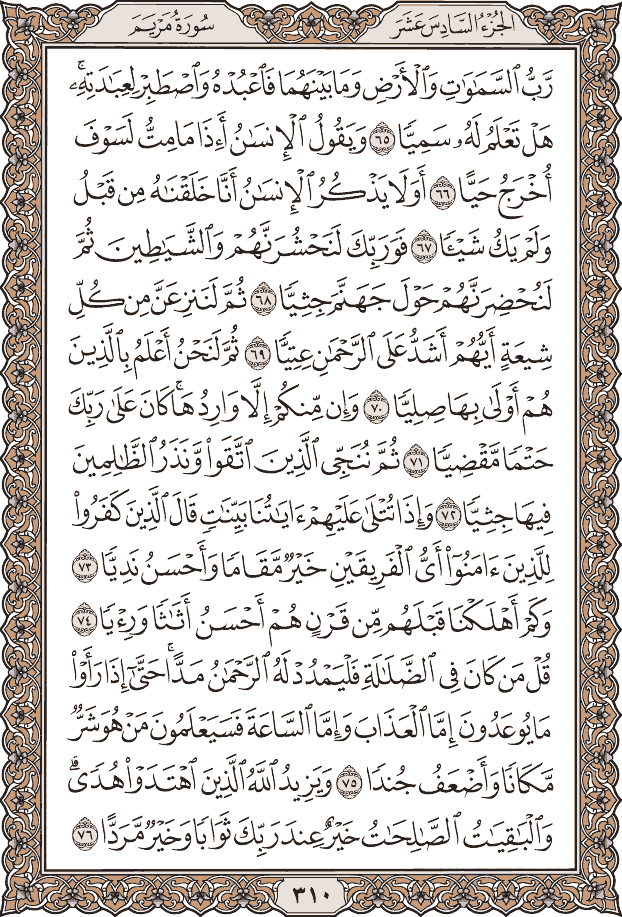 الجُزْءُ السَّادِسَ عَشَرَ
سُورَةُ مَرْيَمَ
رَّبُّ ٱلسَّمَٰوَٰتِ وَٱلْأَرْضِ وَمَا بَيْنَهُمَا فَٱعْبُدْهُ وَٱصْطَبِرْ لِعِبَٰدَتِهِۦۚ
هَلْ تَعْلَمُ لَهُۥ سَمِيًّا ٦٥ وَيَقُولُ ٱلْإِنسَٰنُ أَءِذَا مَا مِتُّ لَسَوْفَ
أُخْرَجُ حَيًّا ٦٦ أَوَلَا يَذْكُرُ ٱلْإِنسَٰنُ أَنَّا خَلَقْنَٰهُ مِن قَبْلُ
وَلَمْ يَكُ شَيْـًٔا ٦٧ فَوَرَبِّكَ لَنَحْشُرَنَّهُمْ وَٱلشَّيَٰطِينَ ثُمَّ
لَنُحْضِرَنَّهُمْ حَوْلَ جَهَنَّمَ جِثِيًّا ٦٨ ثُمَّ لَنَنزِعَنَّ مِن كُلِّ
شِيعَةٍ أَيُّهُمْ أَشَدُّ عَلَى ٱلرَّحْمَٰنِ عِتِيًّا ٦٩ ثُمَّ لَنَحْنُ أَعْلَمُ بِٱلَّذِينَ
هُمْ أَوْلَىٰ بِهَا صِلِيًّا ٧٠ وَإِن مِّنكُمْ إِلَّا وَارِدُهَاۚ كَانَ عَلَىٰ رَبِّكَ
حَتْمًا مَّقْضِيًّا ٧١ ثُمَّ نُنَجِّى ٱلَّذِينَ ٱتَّقَوا۟ وَّنَذَرُ ٱلظَّٰلِمِينَ
فِيهَا جِثِيًّا ٧٢ وَإِذَا تُتْلَىٰ عَلَيْهِمْ ءَايَٰتُنَا بَيِّنَٰتٍ قَالَ ٱلَّذِينَ كَفَرُوا۟
لِلَّذِينَ ءَامَنُوٓا۟ أَىُّ ٱلْفَرِيقَيْنِ خَيْرٌ مَّقَامًا وَأَحْسَنُ نَدِيًّا ٧٣
وَكَمْ أَهْلَكْنَا قَبْلَهُم مِّن قَرْنٍ هُمْ أَحْسَنُ أَثَٰثًا وَرِءْيًا ٧٤
قُلْ مَن كَانَ فِى ٱلضَّلَٰلَةِ فَلْيَمْدُدْ لَهُ ٱلرَّحْمَٰنُ مَدًّاۚ حَتَّىٰٓ إِذَا رَأَوْا۟
مَا يُوعَدُونَ إِمَّا ٱلْعَذَابَ وَإِمَّا ٱلسَّاعَةَ فَسَيَعْلَمُونَ مَنْ هُوَ شَرٌّ
مَّكَانًا وَأَضْعَفُ جُندًا ٧٥ وَيَزِيدُ ٱللَّهُ ٱلَّذِينَ ٱهْتَدَوْا۟ هُدًىۗ
وَٱلْبَٰقِيَٰتُ ٱلصَّٰلِحَٰتُ خَيْرٌ عِندَ رَبِّكَ ثَوَابًا وَخَيْرٌ مَّرَدًّا ٧٦
٣١٠